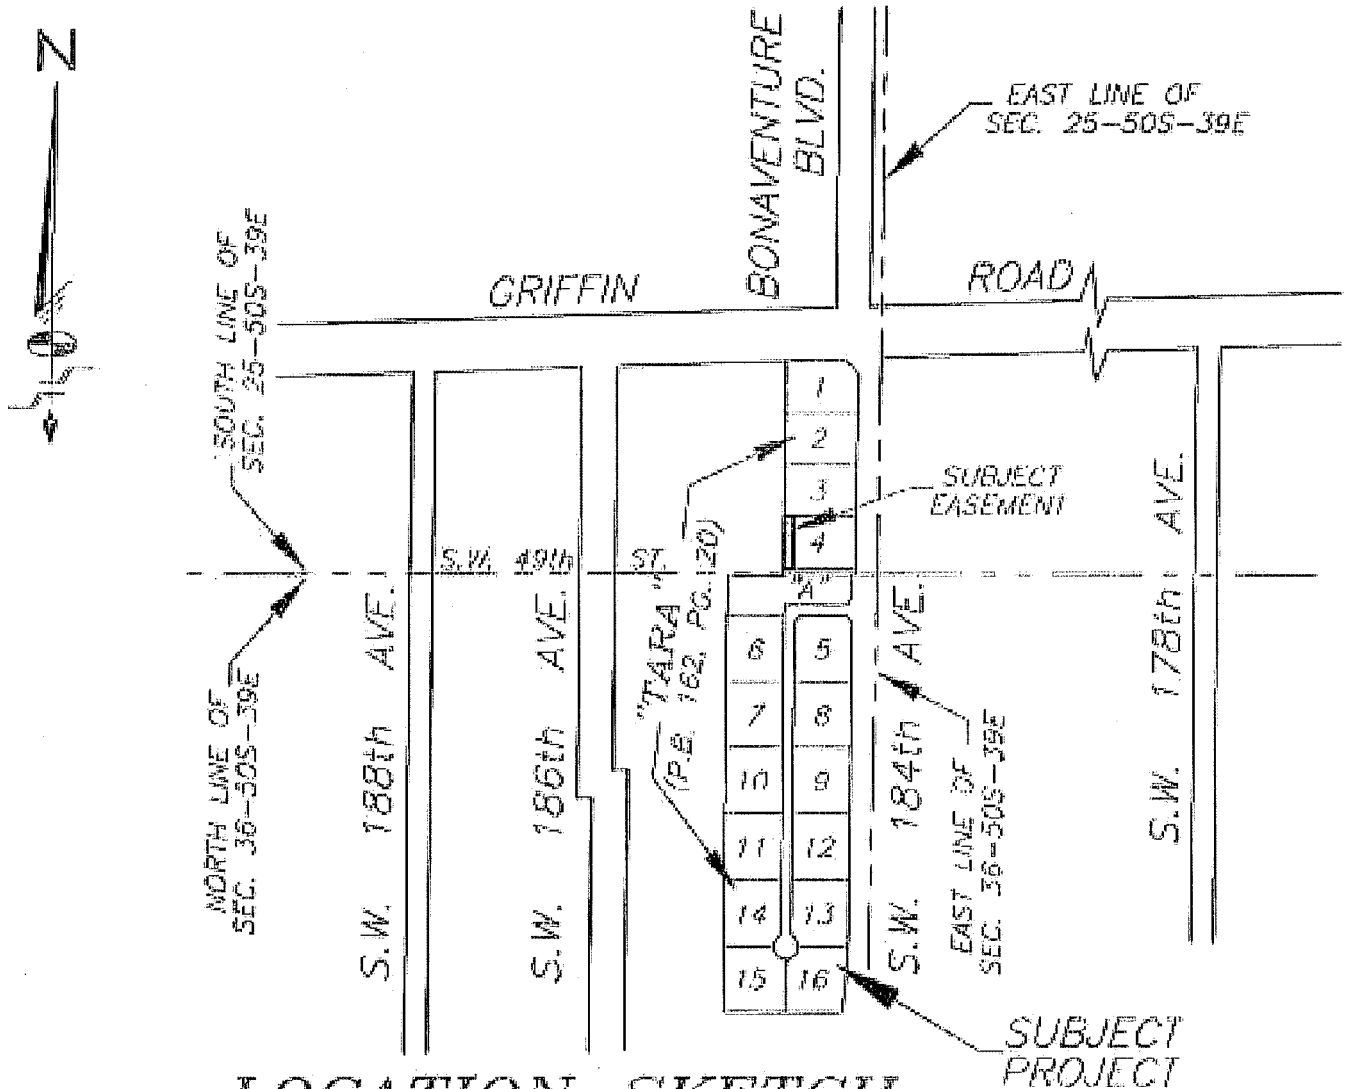 N
BONAVENTURE
BLVD.
EAST LINE OF
SEC. 25-50S-39E
SOUTH LINE OF
SEC. 25-50S-39E
GRIFFIN
ROAD
1
2
3
4
SUBJECT
EASEMENT
S.W. 49th ST.
"A"
"TARA"
(P.B. 162, PG. 20)
6
5
7
8
10
9
11
12
14
13
15
16
NORTH LINE OF
SEC. 36-50S-39E
S.W. 188th AVE.
S.W. 186th AVE.
S.W. 184th AVE.
EAST LINE OF
SEC. 36-50S-39E
S.W. 178th AVE.
SUBJECT
PROJECT
LOCATION SKETCH